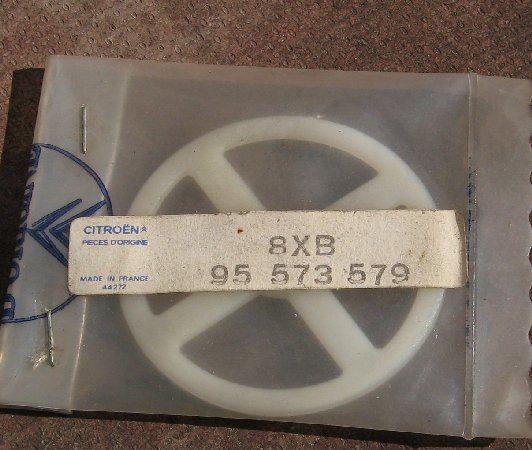 CITROËN^
PIECES D'ORIGINE
8XB
95 573 579
MADE IN FRANCE
44272